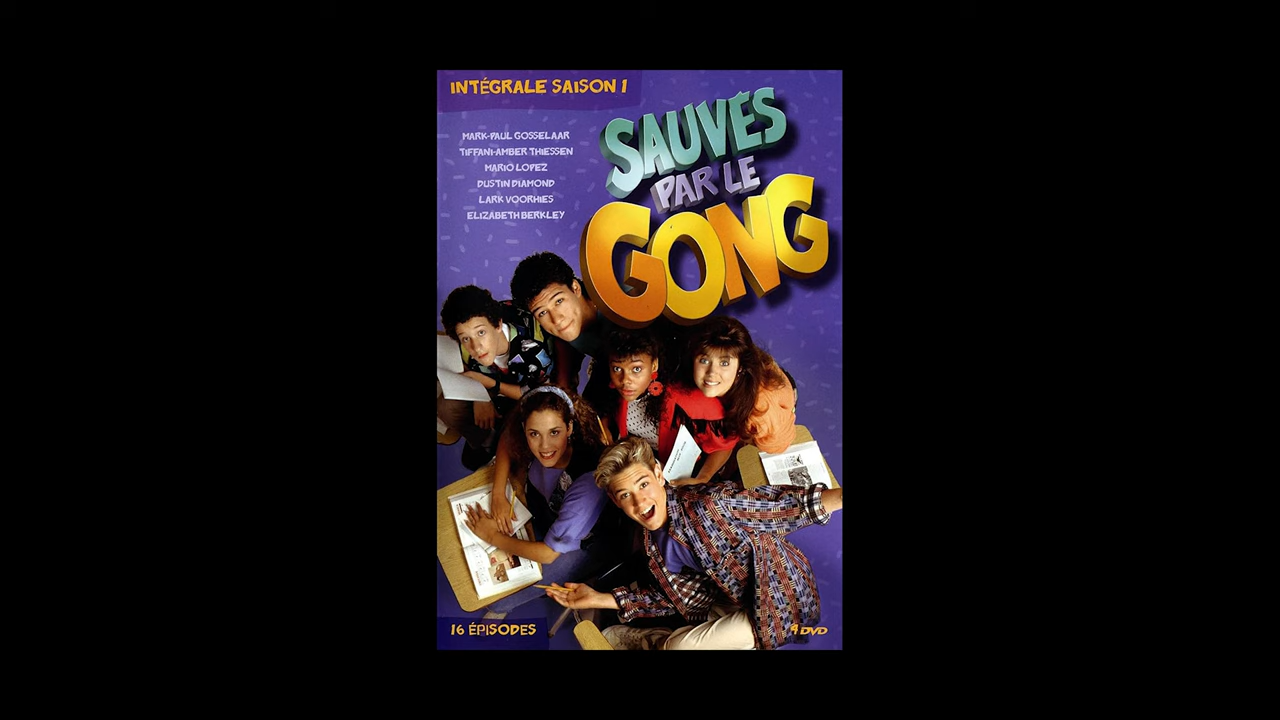 INTÉGRALE SAISON 1
SAUVÉS
PAR LE
GONG
MARK-PAUL GOSSELAAR
TIFFANI-AMBER THIESSEN
MARIO LOPEZ
DUSTIN DIAMOND
LARK VOORHIES
ELIZABETH BERKLEY
16 ÉPISODES
4 DVD